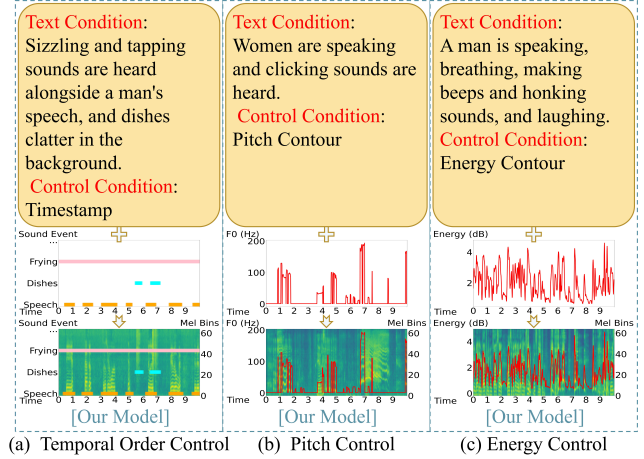 Text Condition:
Sizzling and tapping
sounds are heard
alongside a man's
speech, and dishes
clatter in the
background.
Control Condition:
Timestamp
Sound Event
...
Frying
Dishes
Speech
Time
0 1 2 3 4 5 6 7 8 9
Sound Event
Mel Bins
...
Frying
Dishes
Speech
60
40
20
0
Time
0 1 2 3 4 5 6 7 8 9
[Our Model]
(a) Temporal Order Control
Text Condition:
Women are speaking
and clicking sounds are
heard.
Control Condition:
Pitch Contour
F0 (Hz)
200
100
0
Time
0 1 2 3 4 5 6 7 8 9
F0 (Hz)
Mel Bins
200
150
100
50
0
60
40
20
0
Time
0 1 2 3 4 5 6 7 8 9
[Our Model]
(b) Pitch Control
Text Condition:
A man is speaking,
breathing, making
beeps and honking
sounds, and laughing.
Control Condition:
Energy Contour
Energy (dB)
4
2
Time
0 1 2 3 4 5 6 7 8 9
Energy (dB)
Mel Bins
4
2
60
40
20
0
Time
0 1 2 3 4 5 6 7 8 9
[Our Model]
(c) Energy Control